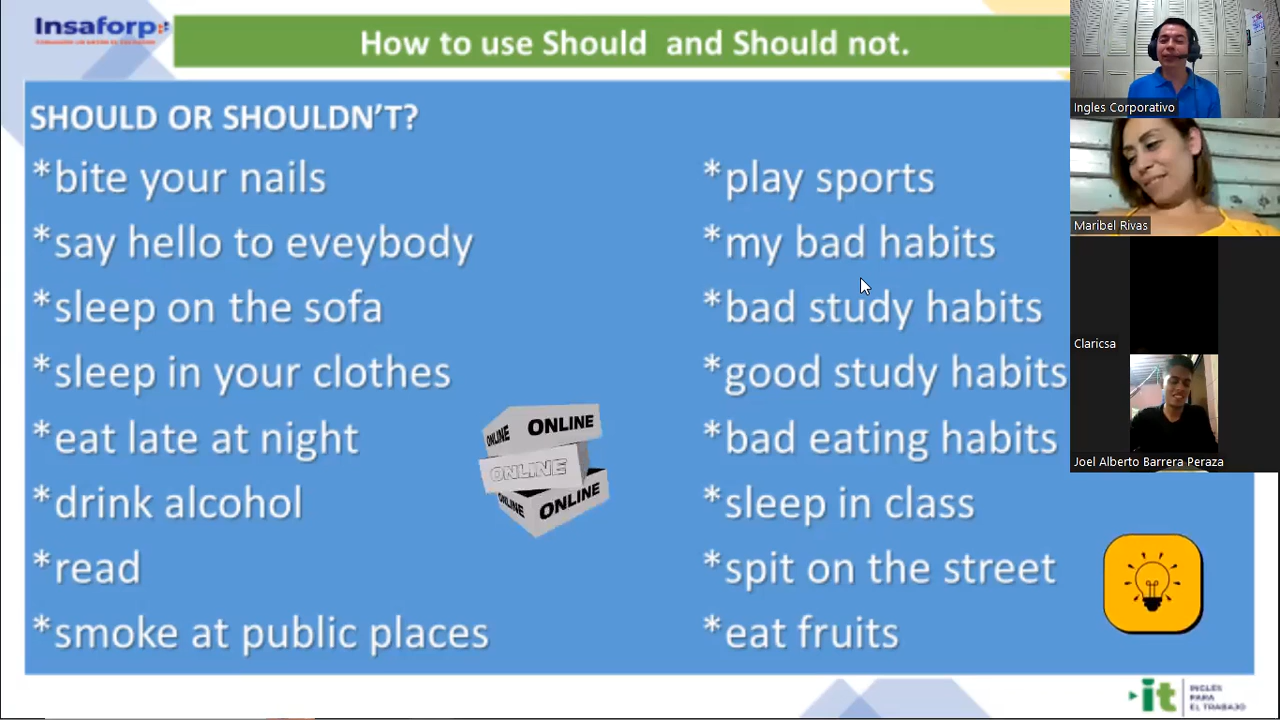 Insaforp
How to use Should and Should not.
SHOULD OR SHOULDN'T?
*bite your nails
*say hello to eveybody
*sleep on the sofa
*sleep in your clothes
*eat late at night
*drink alcohol
*read
*smoke at public places
*play sports
*my bad habits
*bad study habits
*good study habits
*bad eating habits
*sleep in class
*spit on the street
*eat fruits
ONLINE ONLINE
ONLINE
ONLINE ONLINE
Ingles Corporativo
Maribel Rivas
Claricsa
Joel Alberto Barrera Peraza
it
INGLES
PARA
EL TRABAJO